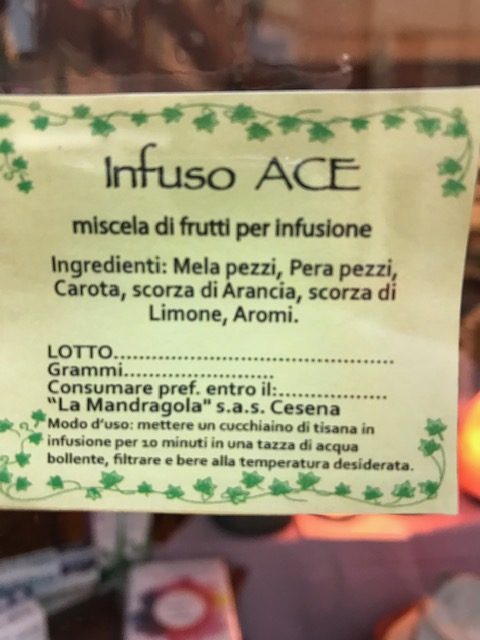 Infuso ACE
miscela di frutti per infusione
Ingredienti: Mela pezzi, Pera pezzi,
Carota, scorza di Arancia, scorza di
Limone, Aromi.
LOTTO..............................................
Grammi.........................
Consumare pref. entro il:..................
"La Mandragola" s.a.s. Cesena
Modo d'uso: mettere un cucchiaino di tisana in
infusione per 10 minuti in una tazza di acqua
bollente, filtrare e bere alla temperatura desiderata.